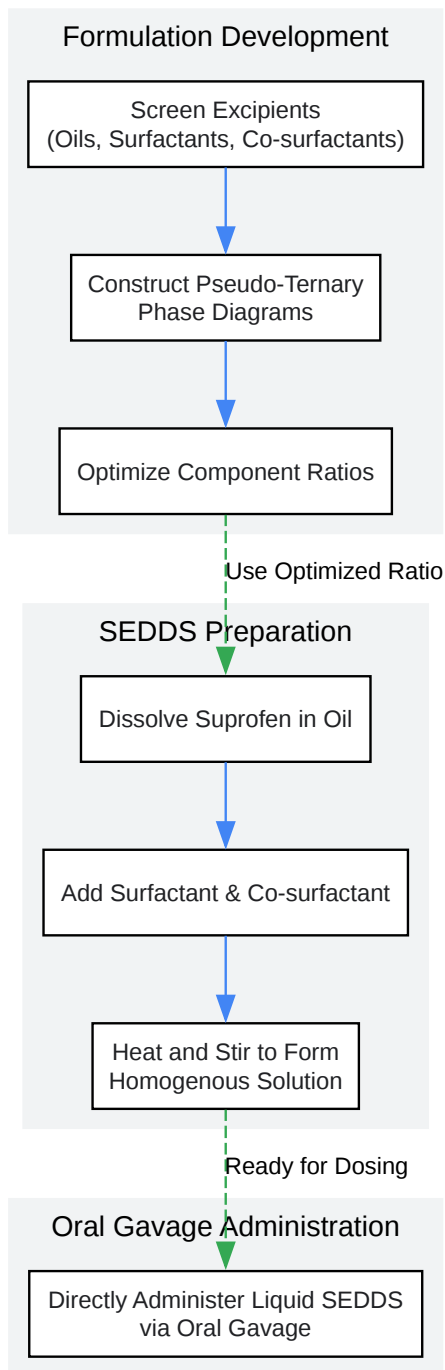 Formulation Development
Screen Excipients
(Oils, Surfactants, Co-surfactants)
Construct Pseudo-Ternary
Phase Diagrams
Optimize Component Ratios
Use Optimized Ratio
SEDDS Preparation
Dissolve Suprofen in Oil
Add Surfactant & Co-surfactant
Heat and Stir to Form
Homogenous Solution
Ready for Dosing
Oral Gavage Administration
Directly Administer Liquid SEDDS
via Oral Gavage